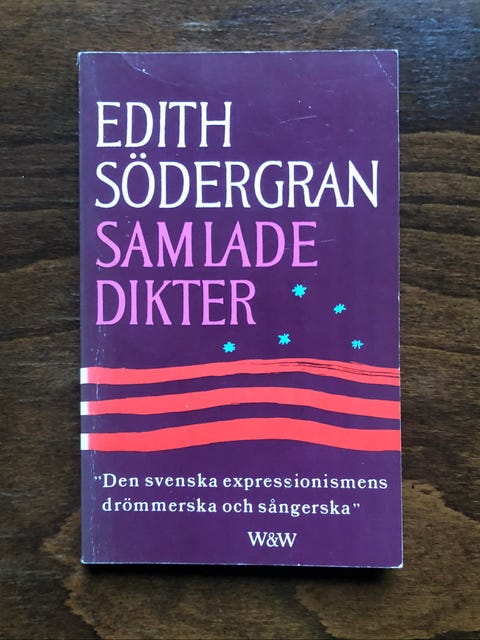 EDITH
SÖDERGRAN
SAMLADE
DIKTER
”Den svenska expressionismens
drömmerska och sångerska”
W&W